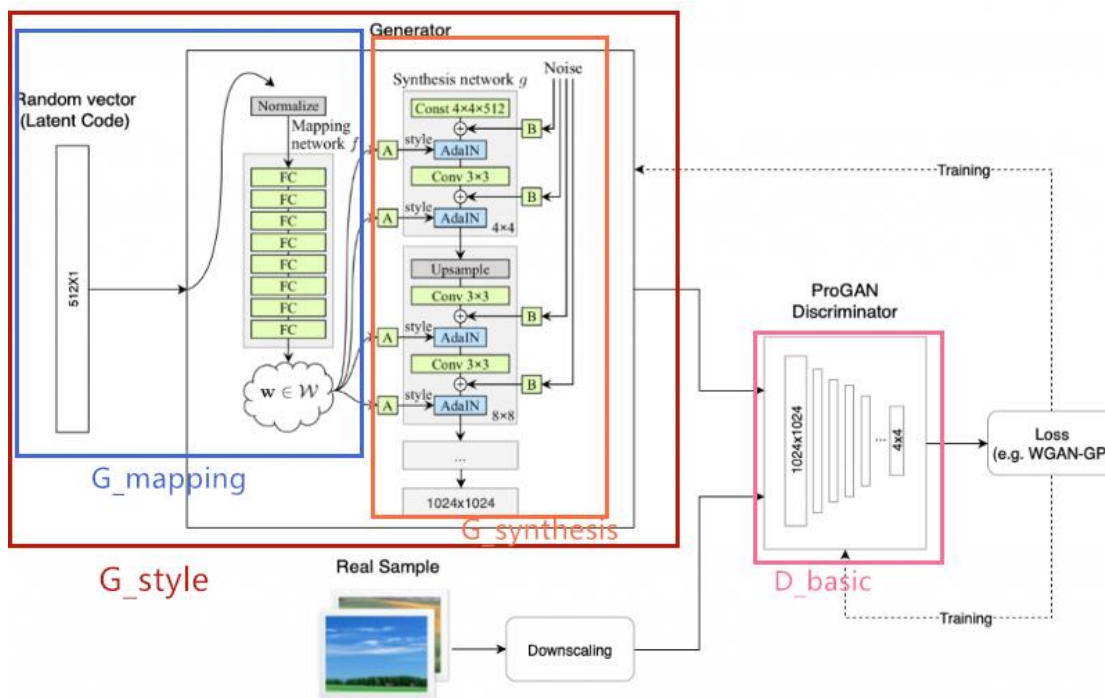 Generator
Random vector
(Latent Code)
512X1
Normalize
Mapping
network f
FC
FC
FC
FC
FC
FC
FC
FC
w ∈ W
G_mapping
Synthesis network g
Noise
Const 4×4×512
B
A
style
AdaIN
Conv 3×3
B
A
style
AdaIN
4×4
Upsample
Conv 3×3
B
A
style
AdaIN
Conv 3×3
B
A
style
AdaIN
8×8
...
1024x1024
G_synthesis
G_style
Training
ProGAN
Discriminator
1024x1024
...
4x4
D_basic
Loss
(e.g. WGAN-GP
Training
Real Sample
Downscaling